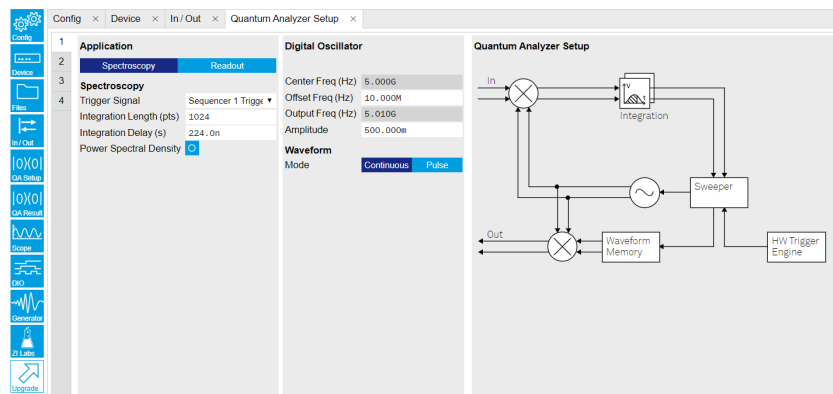 Config × Device × In / Out × Quantum Analyzer Setup ×
Config
Device
Files
In / Out
QA Setup
QA Result
Scope
DIO
Generator
ZI Labs
Upgrade
1
2
3
4
Application
Spectroscopy Readout
Spectroscopy
Trigger Signal Sequencer 1 Trigge
Integration Length (pts) 1024
Integration Delay (s) 224.0n
Power Spectral Density
Digital Oscillator
Center Freq (Hz) 5.000G
Offset Freq (Hz) 10.000M
Output Freq (Hz) 5.010G
Amplitude 500.000m
Waveform
Mode Continuous Pulse
Quantum Analyzer Setup
In
V
t
Integration
Sweeper
Out
Waveform
Memory
HW Trigger
Engine